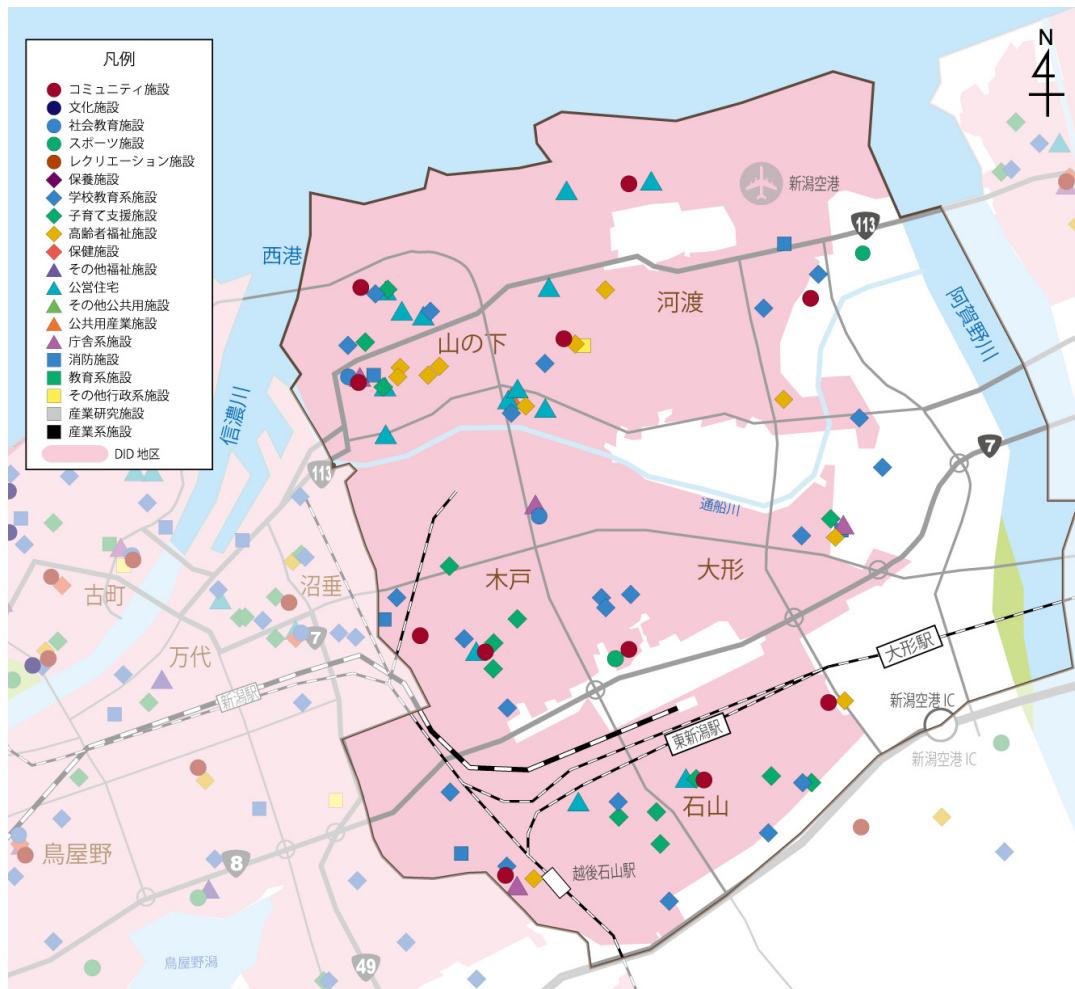 凡例
コミュニティ施設
文化施設
社会教育施設
スポーツ施設
レクリエーション施設
保養施設
学校教育系施設
子育て支援施設
高齢者福祉施設
保健施設
その他福祉施設
公営住宅
その他公共用施設
公共用産業施設
庁舎系施設
消防施設
教育系施設
その他行政系施設
産業研究施設
産業系施設
DID 地区
N
新潟空港
113
西港
河渡
阿賀野川
山の下
信濃川
7
113
通船川
木戸
大形
沼垂
古町
7
万代
大形駅
新潟駅
新潟空港 IC
東新潟駅
新潟空港 IC
石山
鳥屋野
8
越後石山駅
鳥屋野潟
49